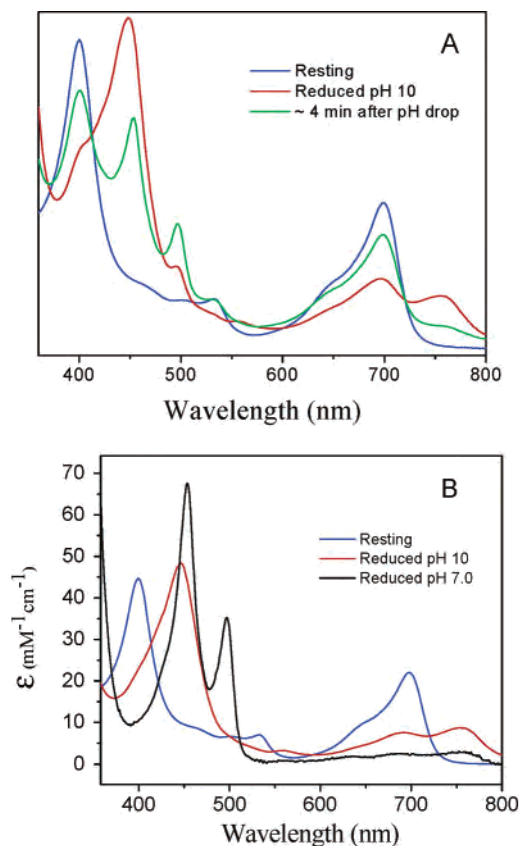 A
Resting
Reduced pH 10
~ 4 min after pH drop
400 500 600 700 800
Wavelength (nm)
B
70
60
50
40
30
20
10
0
ε (mM⁻¹cm⁻¹)
Resting
Reduced pH 10
Reduced pH 7.0
400 500 600 700 800
Wavelength (nm)